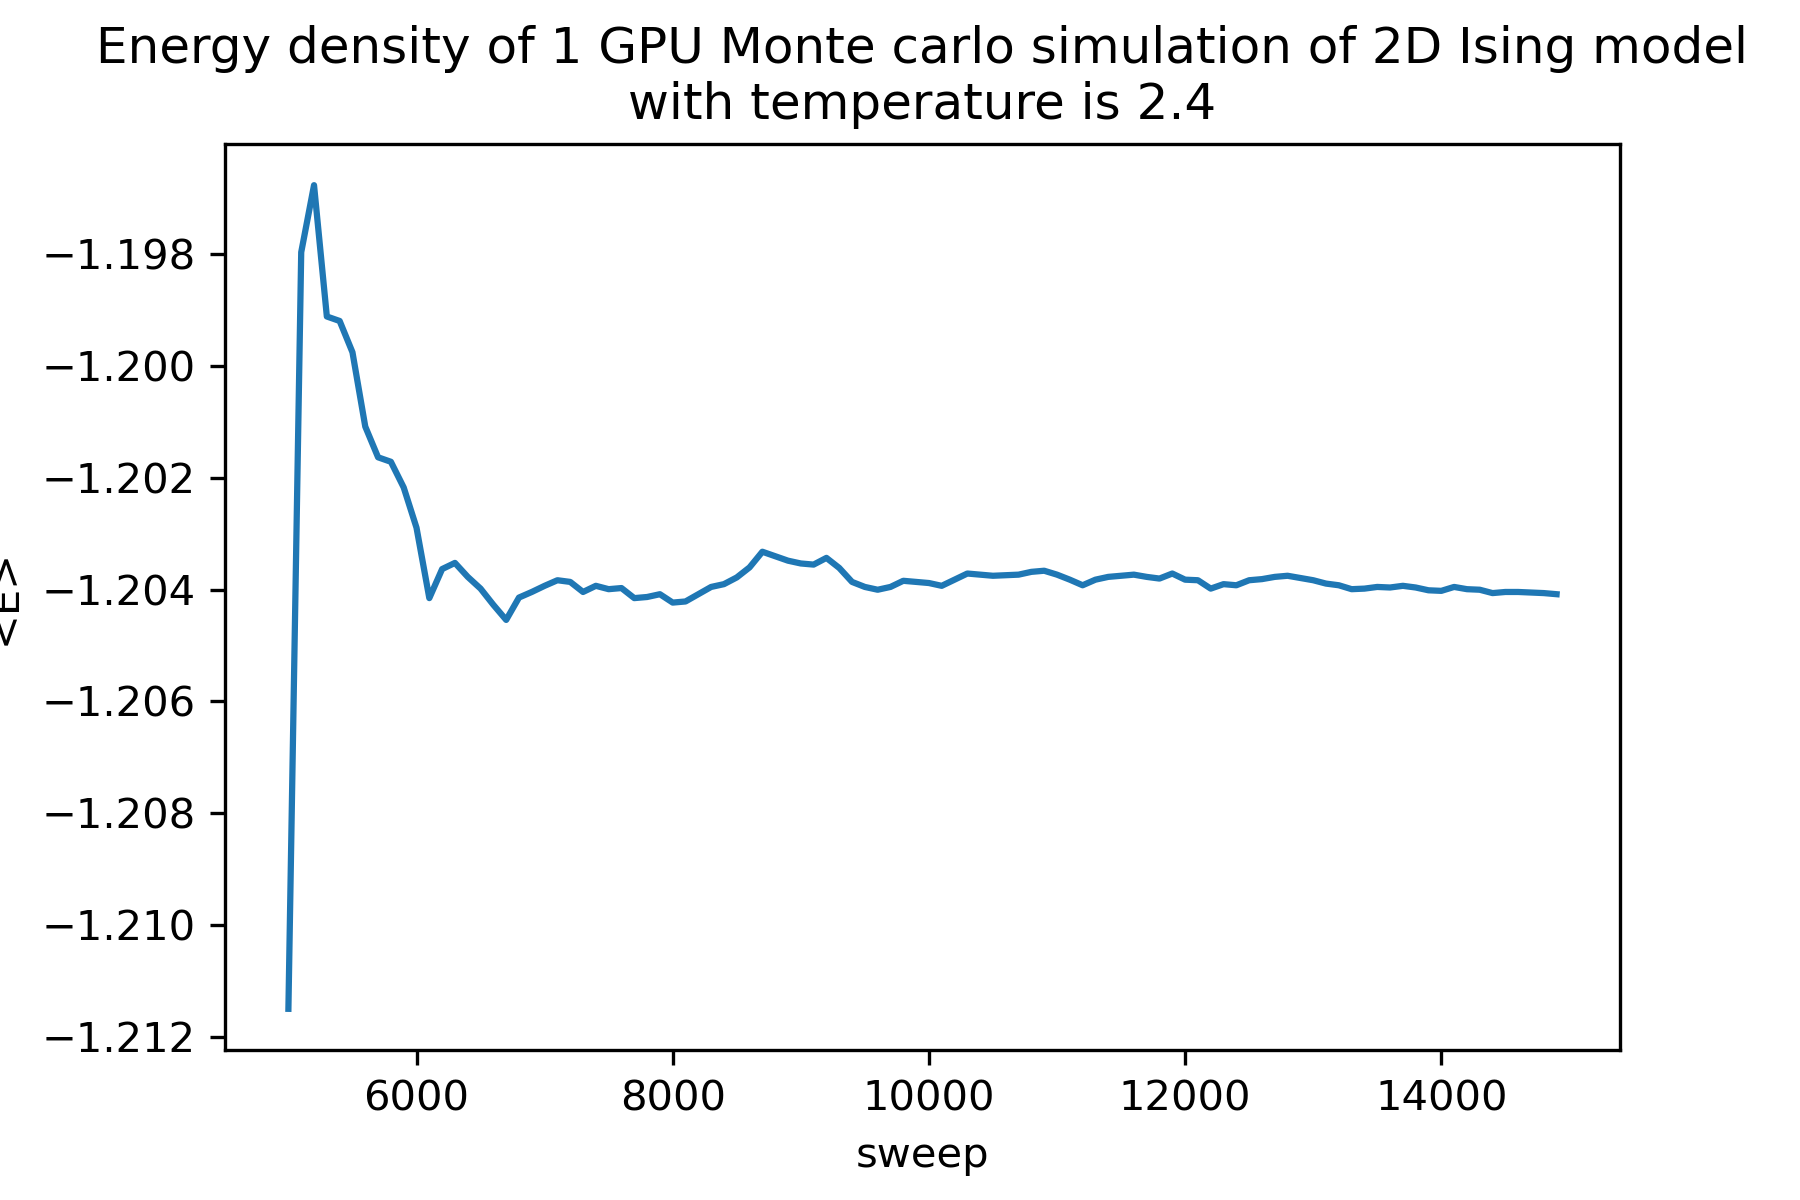 Energy density of 1 GPU Monte carlo simulation of 2D Ising model
with temperature is 2.4
<E>
−1.198
−1.200
−1.202
−1.204
−1.206
−1.208
−1.210
−1.212
6000 8000 10000 12000 14000
sweep